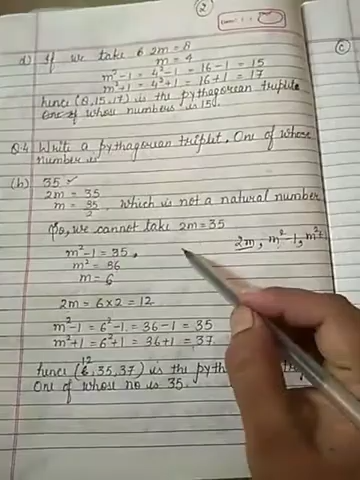 2
d) If we take 6 2m = 8
m = 4
m²-1 = 4²-1 = 16-1 = 15
m²+1 = 4²+1 = 16+1 = 17
hence (8,15,17) is the pythagorean triplet
One of whose numbers is 15.
Q.4 Write a pythagorean triplet, One of whose
number is
(b) 35
2m = 35
m = 35/2, which is not a natural number
So, we cannot take 2m = 35
2m, m²-1, m²+1
m²-1 = 35.
m² = 36
m = 6
2m = 6×2 = 12
m²-1 = 6²-1 = 36-1 = 35
m²+1 = 6²+1 = 36+1 = 37
12
hence (6, 35, 37) is the
One of whose no is 35.